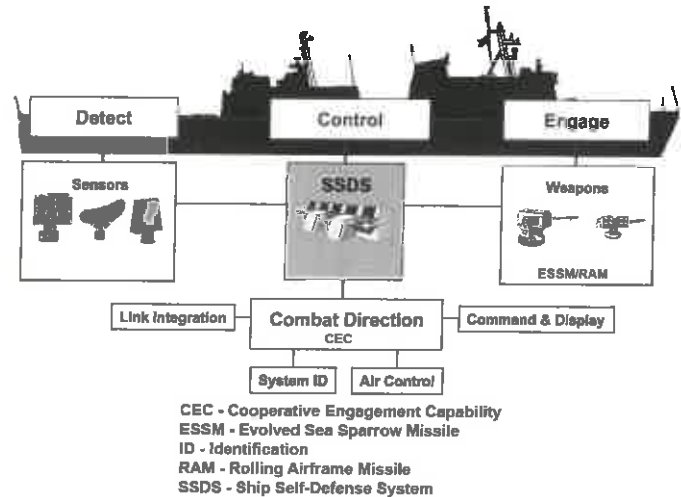 Detect
Control
Engage
Sensors
SSDS
Weapons
ESSM/RAM
Link Integration
Combat Direction
CEC
Command & Display
System ID
Air Control
CEC - Cooperative Engagement Capability
ESSM - Evolved Sea Sparrow Missile
ID - Identification
RAM - Rolling Airframe Missile
SSDS - Ship Self-Defense System